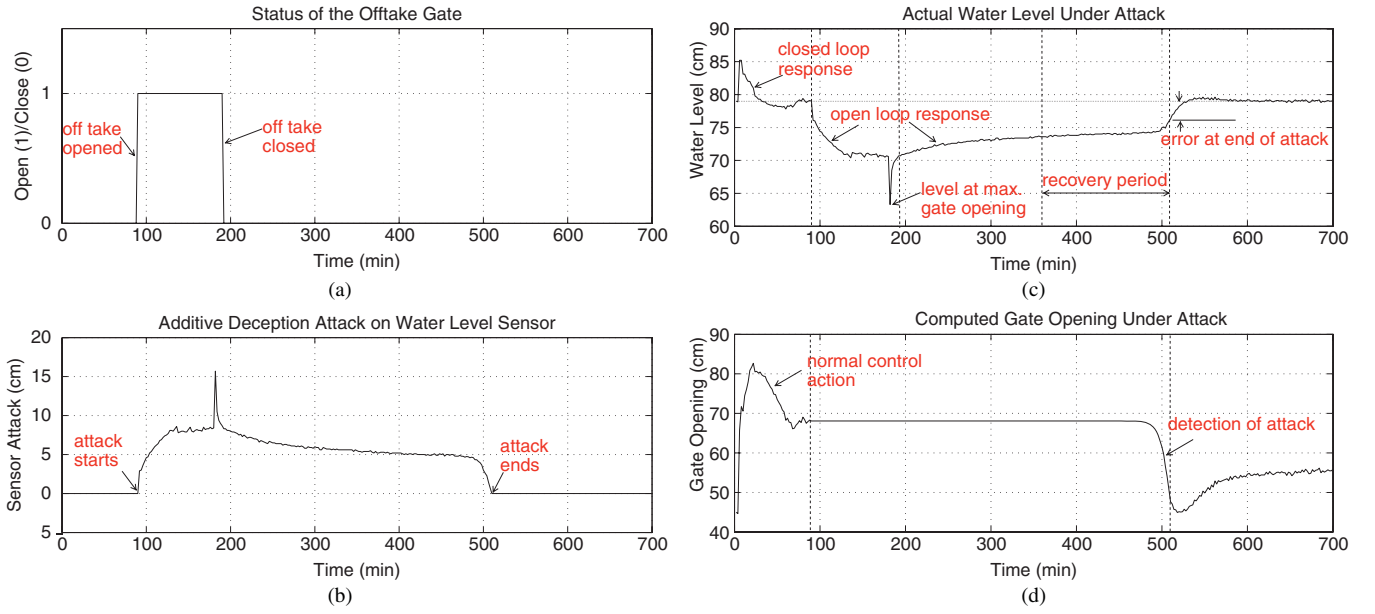 Status of the Offtake Gate
Open (1)/Close (0)
1
0
off take
opened
off take
closed
0 100 200 300 400 500 600 700
Time (min)
(a)
Additive Deception Attack on Water Level Sensor
Sensor Attack (cm)
20
15
10
5
0
5
attack
starts
attack
ends
0 100 200 300 400 500 600 700
Time (min)
(b)
Actual Water Level Under Attack
Water Level (cm)
90
85
79
75
70
65
60
closed loop
response
open loop response
level at max.
gate opening
recovery period
error at end of attack
0 100 200 300 400 500 600 700
Time (min)
(c)
Computed Gate Opening Under Attack
Gate Opening (cm)
90
80
70
60
50
40
normal control
action
detection of attack
0 100 200 300 400 500 600 700
Time (min)
(d)